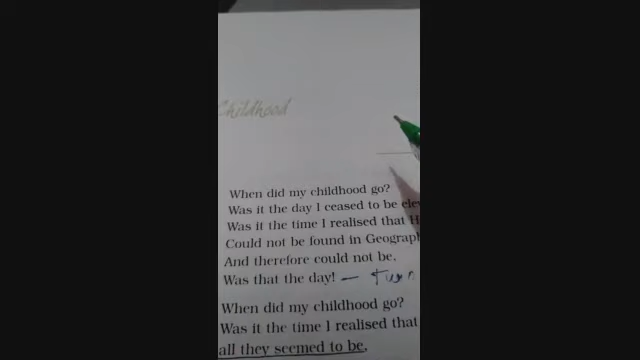 Childhood
When did my childhood go?
Was it the day I ceased to be
Was it the time I realised that
Could not be found in
And therefore could not be.
Was that the day! —
When did my childhood go?
Was it the time I realised that
all they seemed to be.